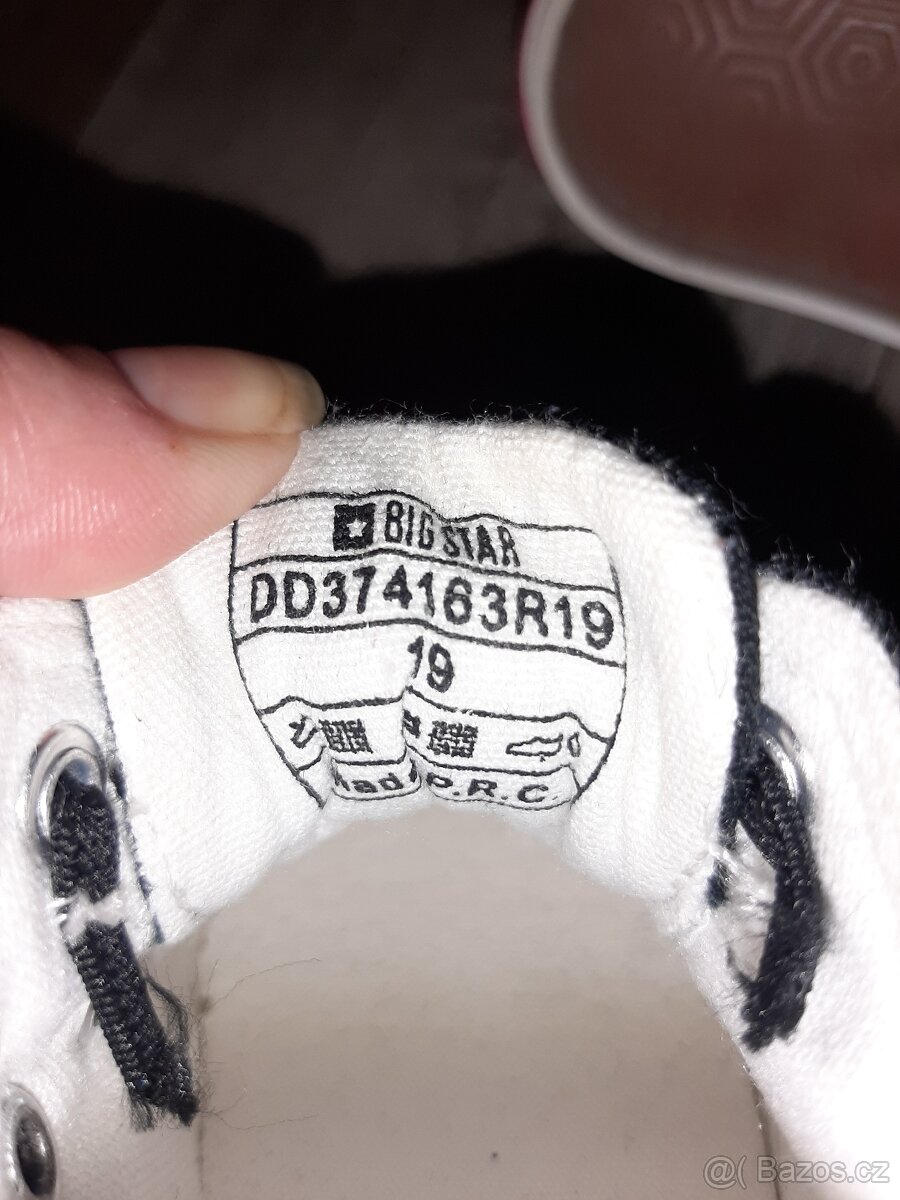 BIG STAR
DD374163R19
19
P.R.C.
@( Bazos.cz